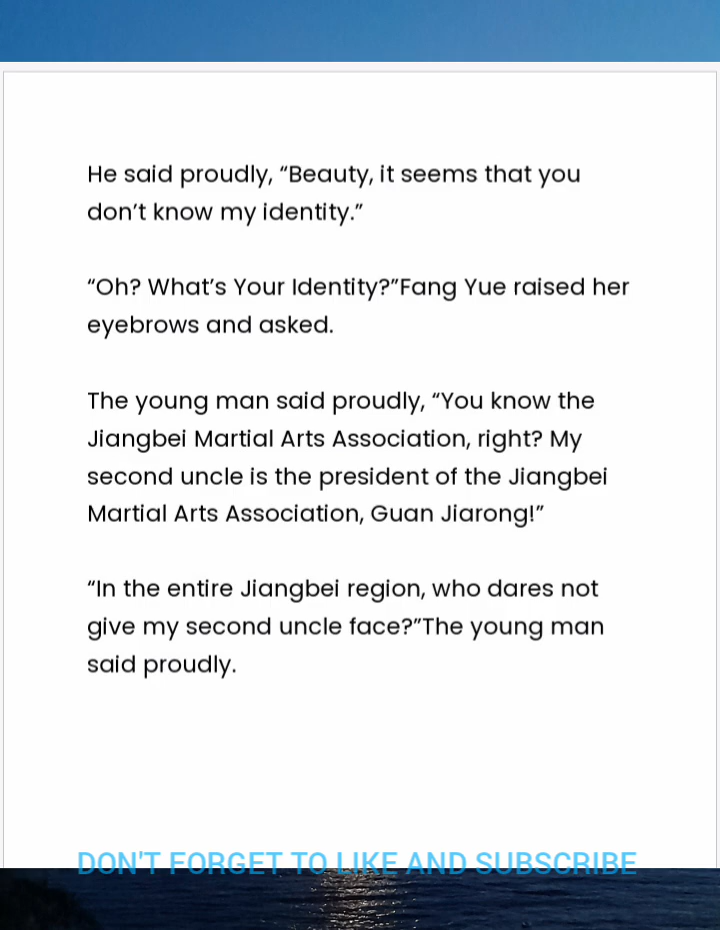 He said proudly, “Beauty, it seems that you
don’t know my identity.”
“Oh? What’s Your Identity?”Fang Yue raised her
eyebrows and asked.
The young man said proudly, “You know the
Jiangbei Martial Arts Association, right? My
second uncle is the president of the Jiangbei
Martial Arts Association, Guan Jiarong!”
“In the entire Jiangbei region, who dares not
give my second uncle face?”The young man
said proudly.
DON'T FORGET TO LIKE AND SUBSCRIBE